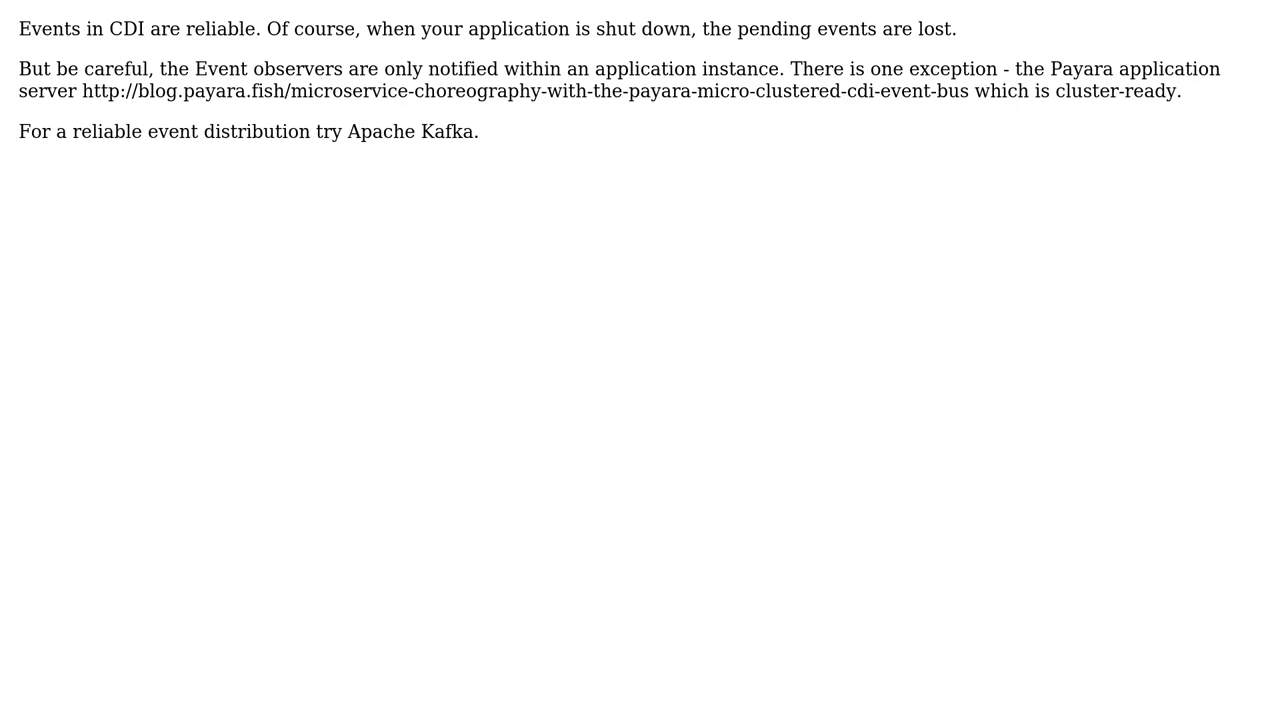 Events in CDI are reliable. Of course, when your application is shut down, the pending events are lost.
But be careful, the Event observers are only notified within an application instance. There is one exception - the Payara application
server http://blog.payara.fish/microservice-choreography-with-the-payara-micro-clustered-cdi-event-bus which is cluster-ready.
For a reliable event distribution try Apache Kafka.